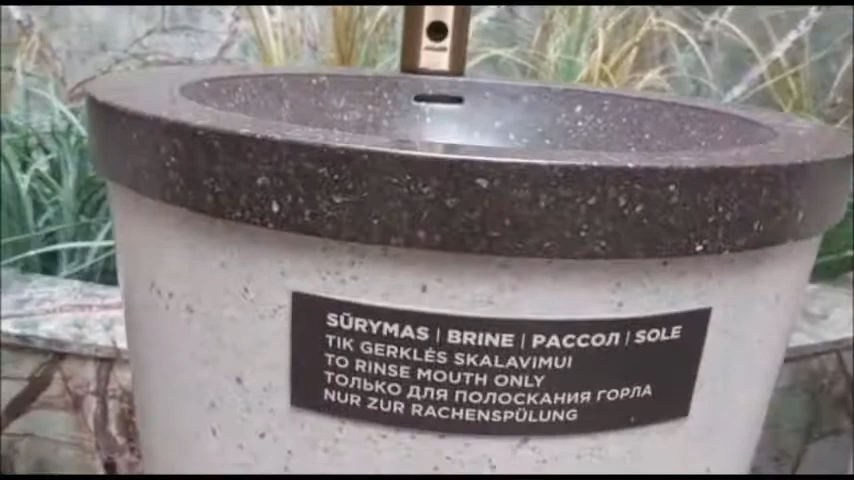 SŪRYMAS | BRINE | РАССОЛ | SOLE
TIK GERKLĖS SKALAVIMUI
TO RINSE MOUTH ONLY
ТОЛЬКО ДЛЯ ПОЛОСКАНИЯ ГОРЛА
NUR ZUR RACHENSPÜLUNG